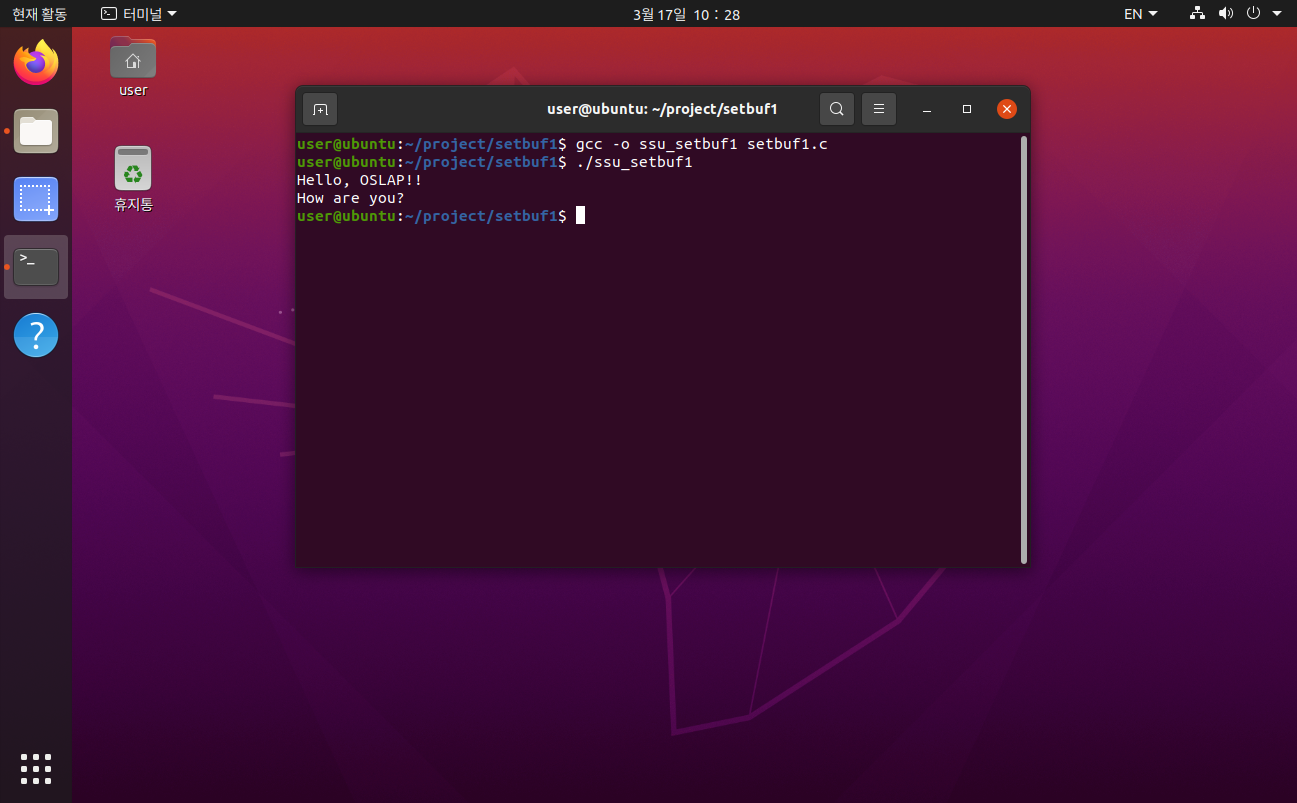 현재 활동 터미널 3월 17일 10 : 28 EN
user
휴지통
user@ubuntu: ~/project/setbuf1
user@ubuntu:~/project/setbuf1$ gcc -o ssu_setbuf1 setbuf1.c
user@ubuntu:~/project/setbuf1$ ./ssu_setbuf1
Hello, OSLAP!!
How are you?
user@ubuntu:~/project/setbuf1$